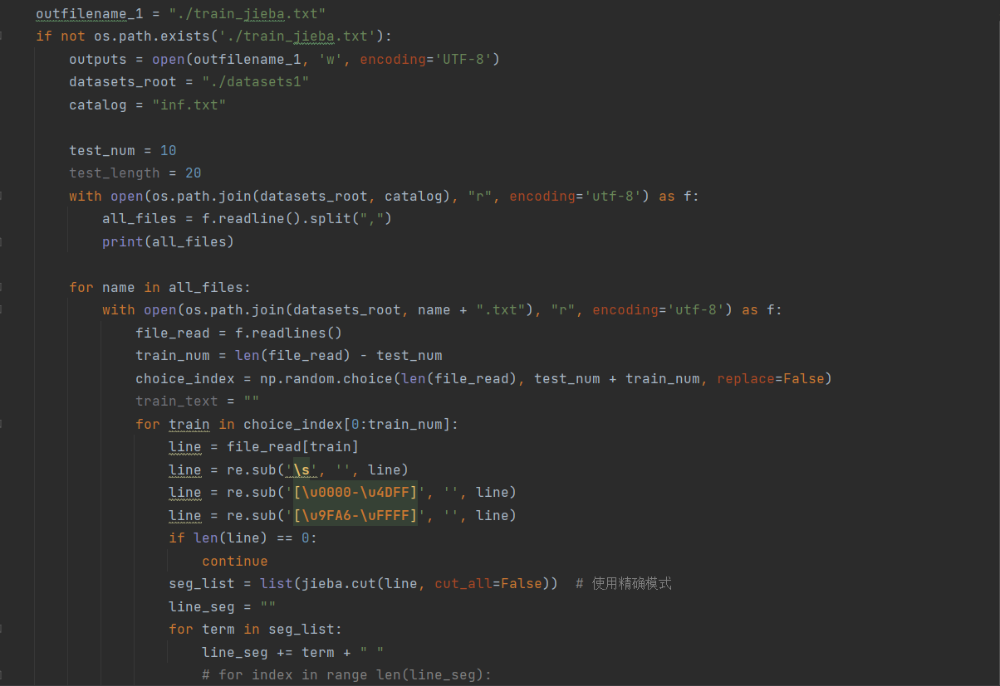 outfilename_1 = "./train_jieba.txt"
if not os.path.exists('./train_jieba.txt'):
    outputs = open(outfilename_1, 'w', encoding='UTF-8')
    datasets_root = "./datasets1"
    catalog = "inf.txt"

    test_num = 10
    test_length = 20
    with open(os.path.join(datasets_root, catalog), "r", encoding='utf-8') as f:
        all_files = f.readline().split(",")
        print(all_files)

    for name in all_files:
        with open(os.path.join(datasets_root, name + ".txt"), "r", encoding='utf-8') as f:
            file_read = f.readlines()
            train_num = len(file_read) - test_num
            choice_index = np.random.choice(len(file_read), test_num + train_num, replace=False)
            train_text = ""
            for train in choice_index[0:train_num]:
                line = file_read[train]
                line = re.sub('\s', '', line)
                line = re.sub('[\u0000-\u4DFF]', '', line)
                line = re.sub('[\u9FA6-\uFFFF]', '', line)
                if len(line) == 0:
                    continue
                seg_list = list(jieba.cut(line, cut_all=False))  # 使用精确模式
                line_seg = ""
                for term in seg_list:
                    line_seg += term + " "
                    # for index in range len(line_seg):